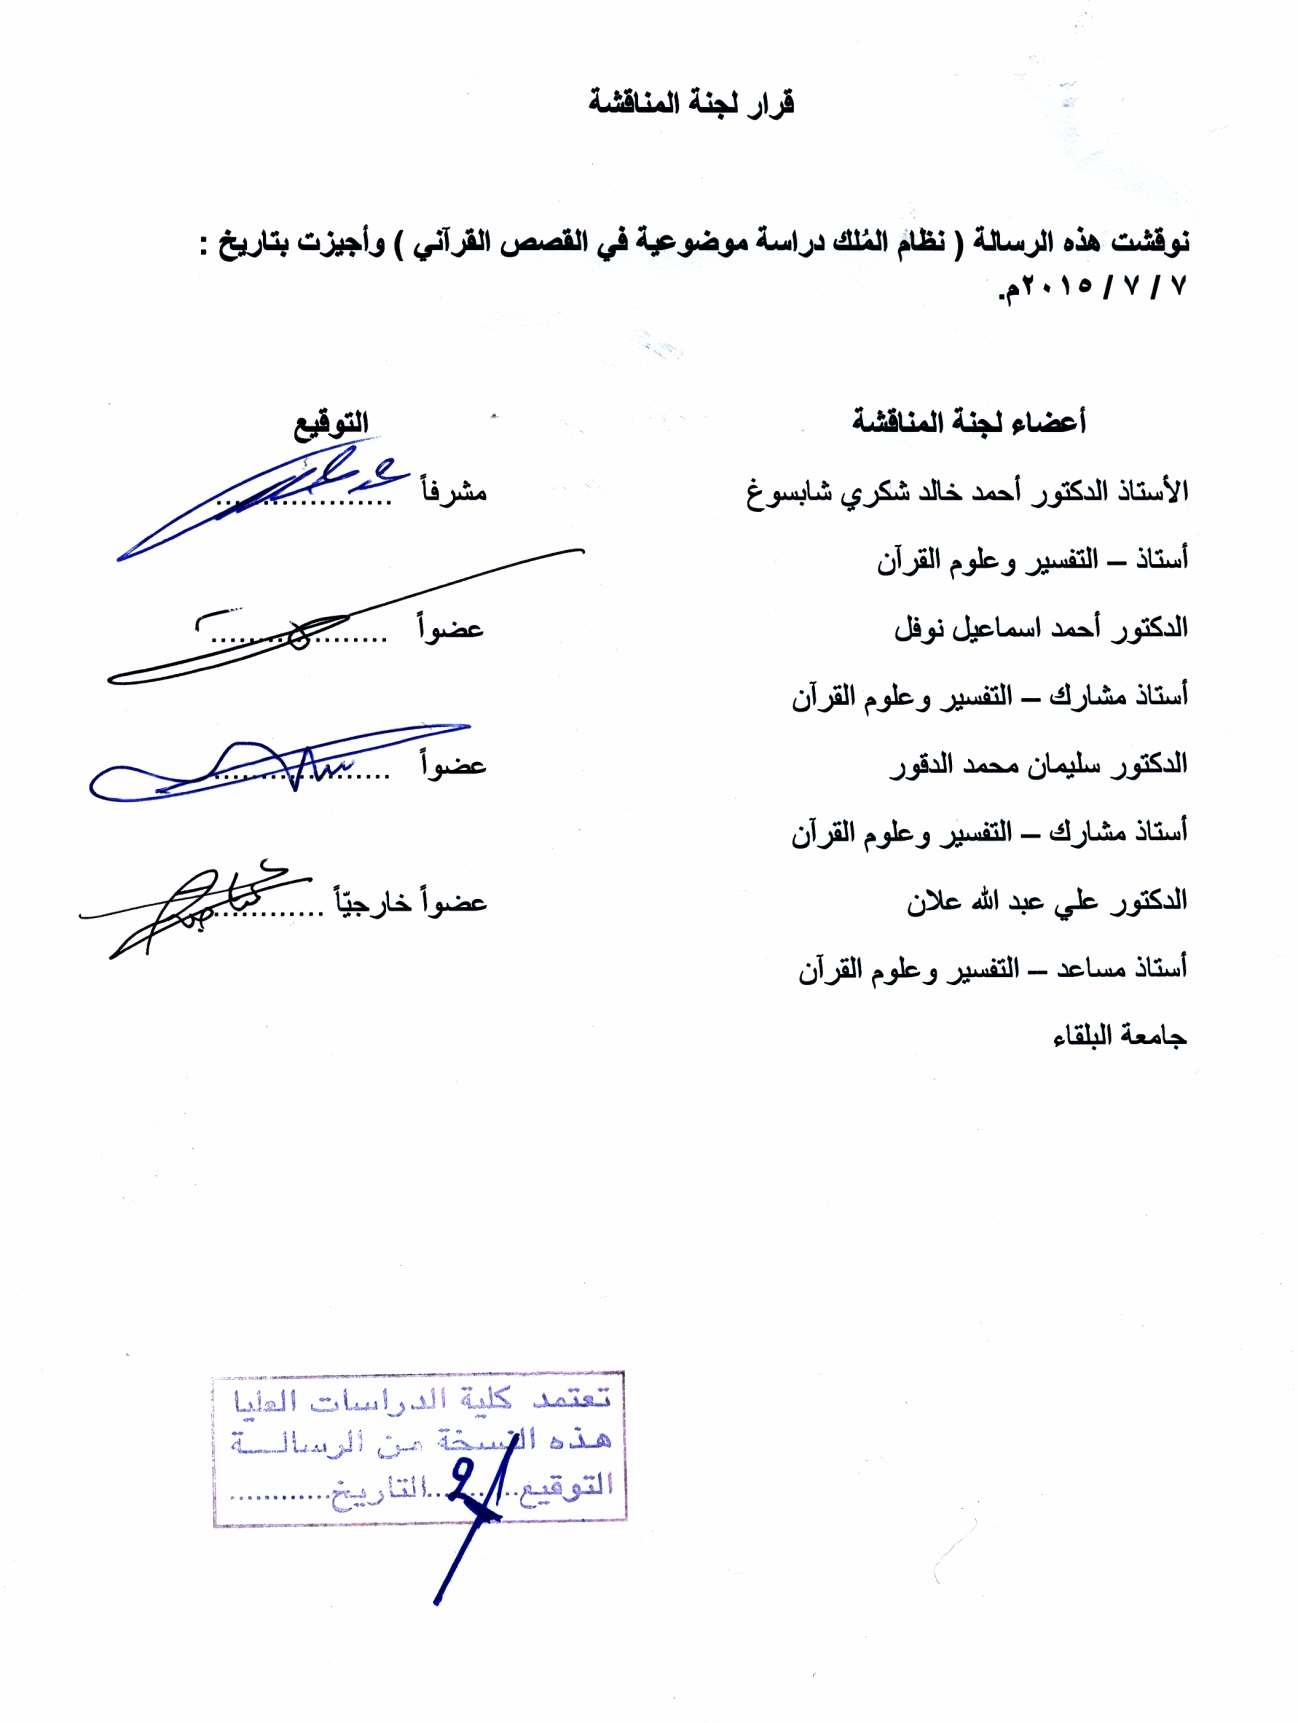 قرار لجنة المناقشة
نوقشت هذه الرسالة ( نظام المُلك دراسة موضوعية في القصص القرآني ) وأجيزت بتاريخ :
٧ / ٧ / ٢٠١٥م.
أعضاء لجنة المناقشة التوقيع
الأستاذ الدكتور أحمد خالد شكري شابسوغ مشرفاً ..................
أستاذ – التفسير وعلوم القرآن
الدكتور أحمد اسماعيل نوفل عضواً ..................
أستاذ مشارك – التفسير وعلوم القرآن
الدكتور سليمان محمد الدقور عضواً ..................
أستاذ مشارك – التفسير وعلوم القرآن
الدكتور علي عبد الله علان عضواً خارجيّاً ............
أستاذ مساعد – التفسير وعلوم القرآن
جامعة البلقاء
تعتمد كلية الدراسات العليا
هذه النسخة من الرسالـــة
التوقيع............التاريخ............